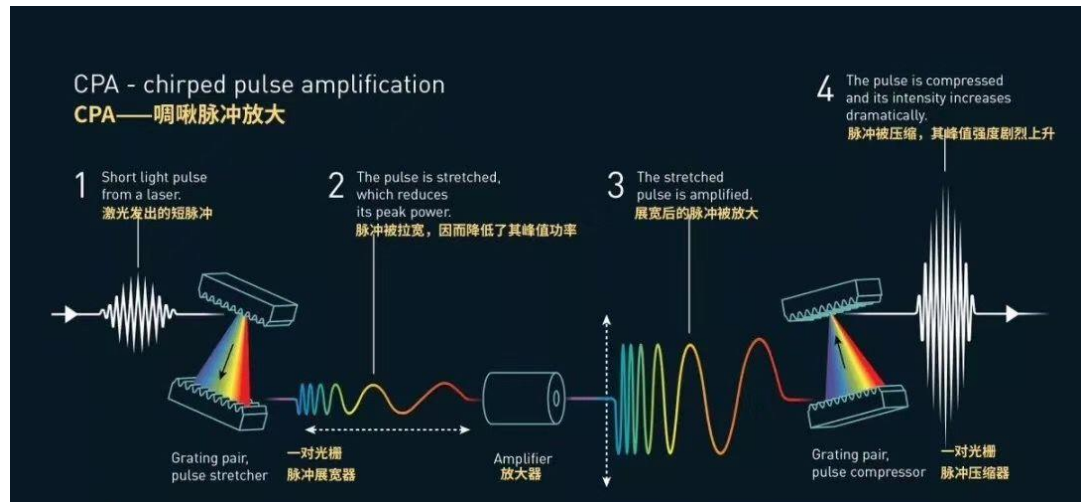 CPA - chirped pulse amplification
CPA——啁啾脉冲放大
1
Short light pulse
from a laser.
激光发出的短脉冲
2
The pulse is stretched,
which reduces
its peak power.
脉冲被拉宽，因而降低了其峰值功率
3
The stretched
pulse is amplified.
展宽后的脉冲被放大
4
The pulse is compressed
and its intensity increases
dramatically.
脉冲被压缩，其峰值强度剧烈上升
Grating pair,
pulse stretcher
一对光栅
脉冲展宽器
Amplifier
放大器
Grating pair,
pulse compressor
一对光栅
脉冲压缩器